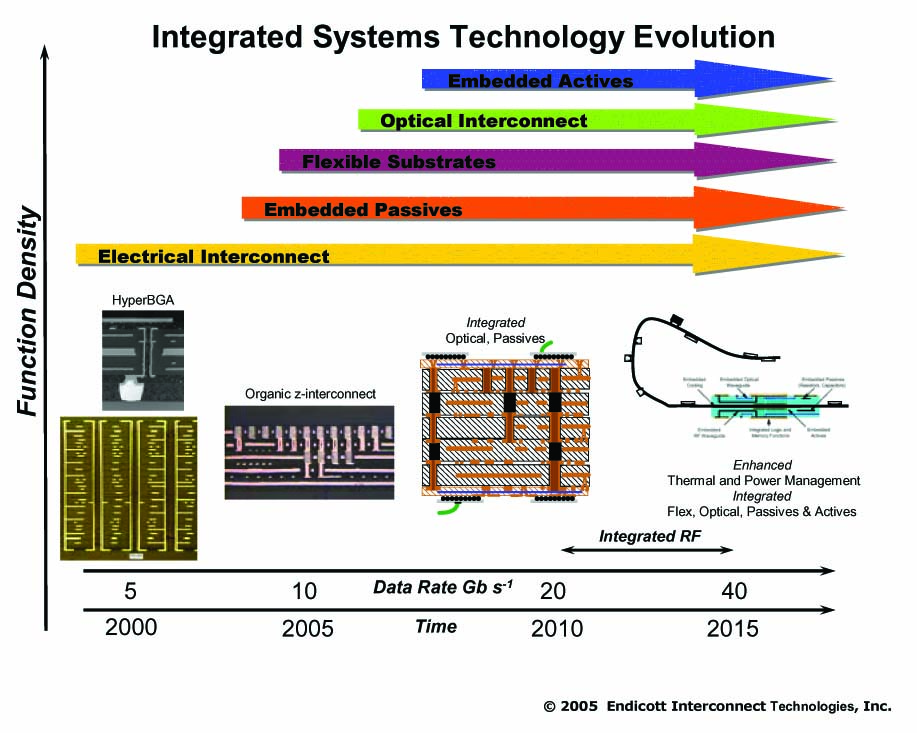 Integrated Systems Technology Evolution
Embedded Actives
Optical Interconnect
Flexible Substrates
Embedded Passives
Electrical Interconnect
Function Density
HyperBGA
Organic z-interconnect
Integrated
Optical, Passives
Embedded
Embedded Optical
Waveguide
Embedded Passives
(Resistors, Capacitors)
Embedded
RF Waveguide
Integrated Logic and
Memory Functions
Embedded
Actives
Enhanced
Thermal and Power Management
Integrated
Flex, Optical, Passives & Actives
Integrated RF
5
10
Data Rate Gb s-1
20
40
2000
2005
Time
2010
2015
© 2005 Endicott Interconnect Technologies, Inc.